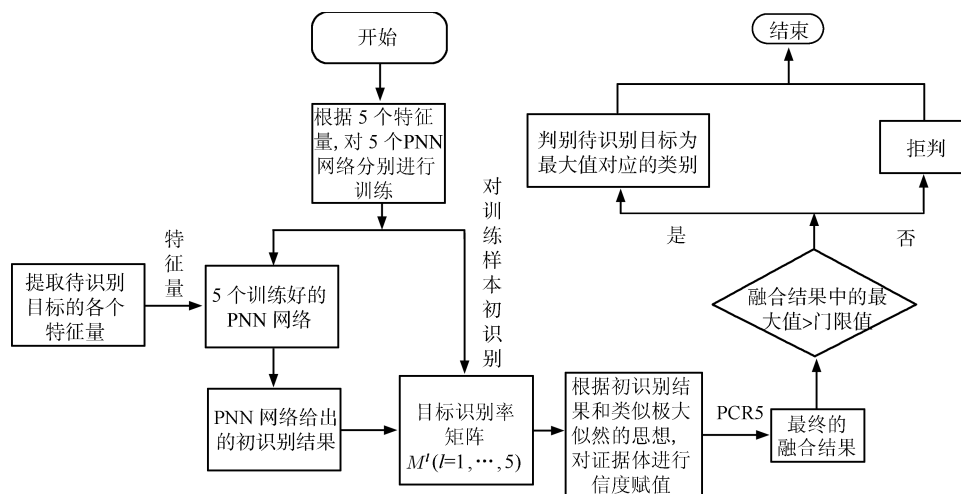 开始
根据 5 个特征
量, 对 5 个PNN
网络分别进行
训练
对训练样本初识别
特征量
提取待识别
目标的各个
特征量
5 个训练好的
PNN 网络
PNN 网络给出
的初识别结果
目标识别率
矩阵
M^l(l=1,…,5)
根据初识别结
果和类似极大
似然的思想,
对证据体进行
信度赋值
PCR5
最终的
融合结果
融合结果中的最
大值>门限值
是
否
判别待识别目标为
最大值对应的类别
拒判
结束